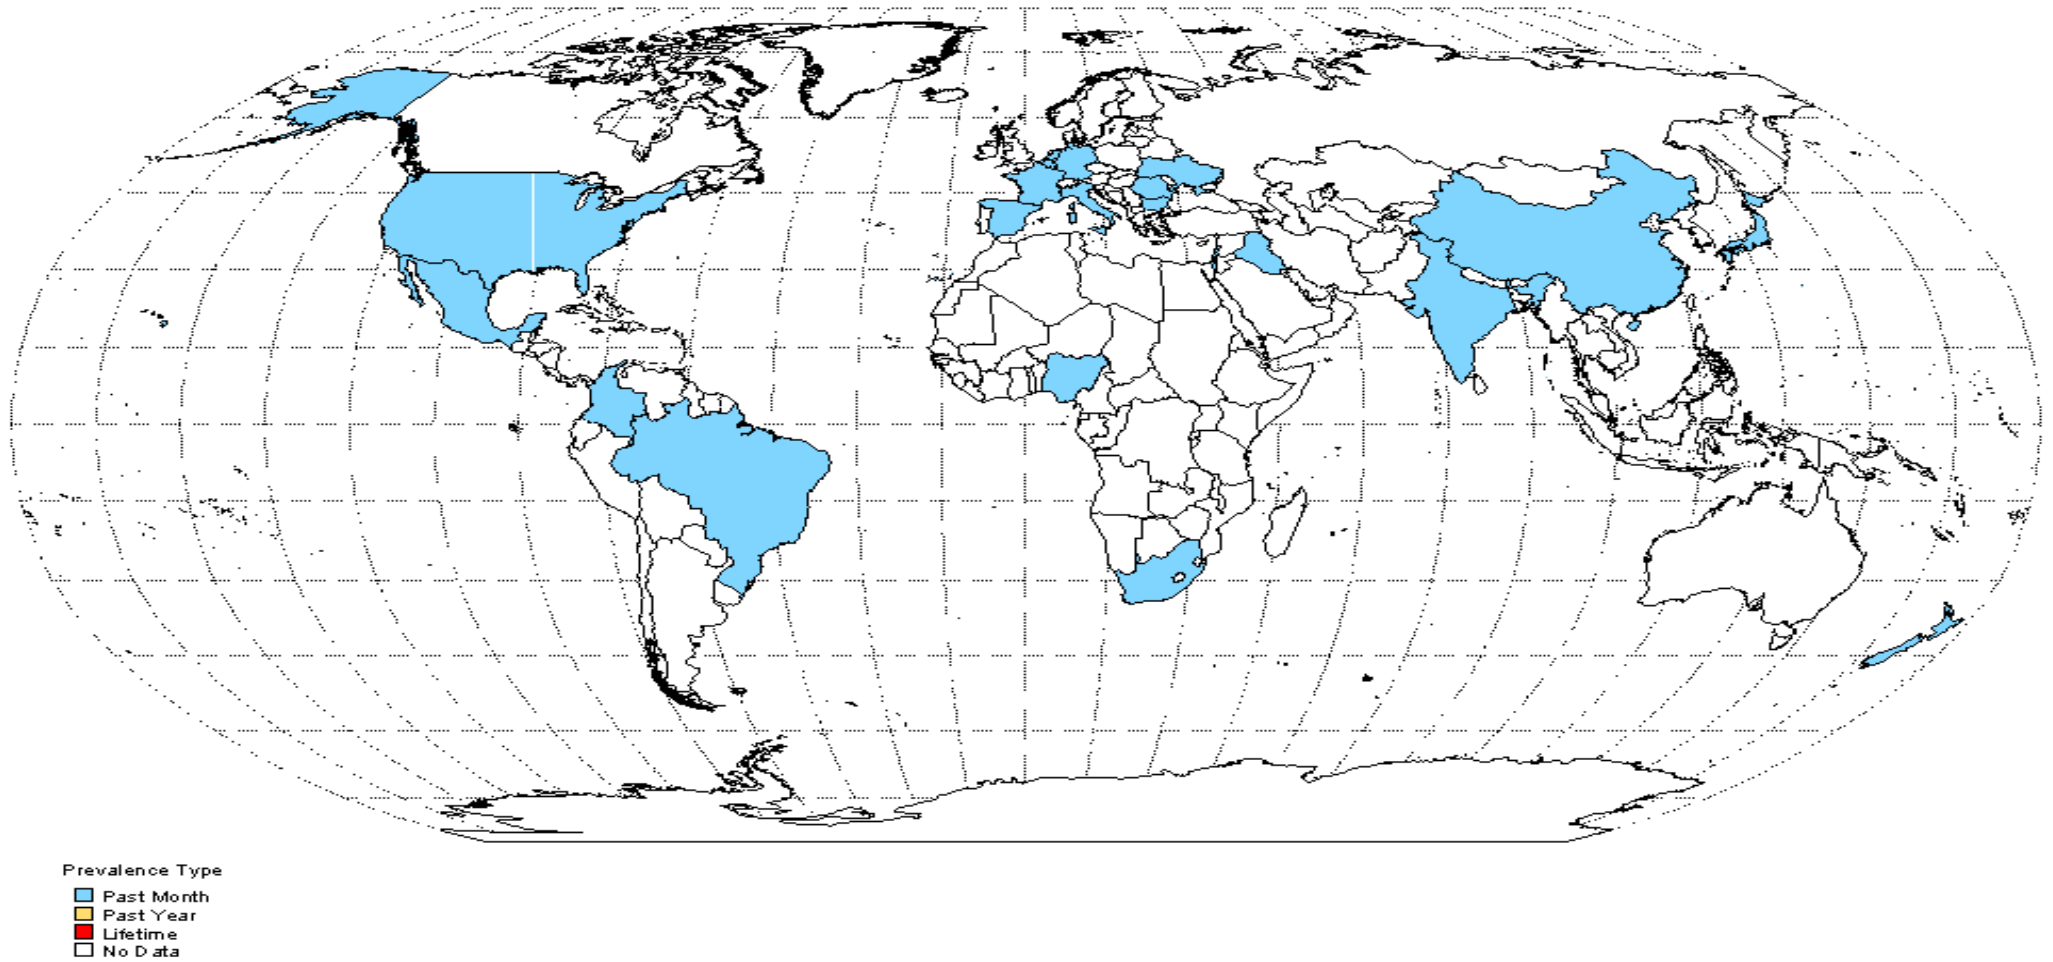 Prevalence Type
Past Month
Past Year
Lifetime
No Data